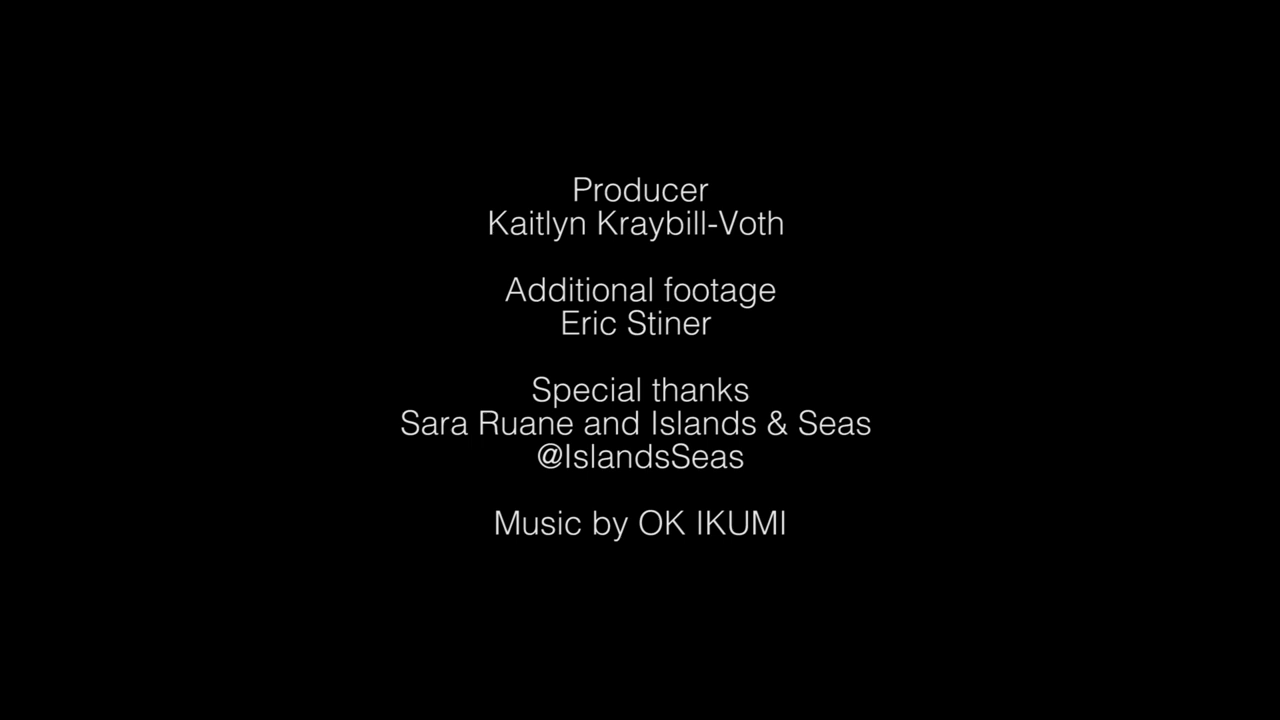 Producer
Kaitlyn Kraybill-Voth
Additional footage
Eric Stiner
Special thanks
Sara Ruane and Islands & Seas
@IslandsSeas
Music by OK IKUMI